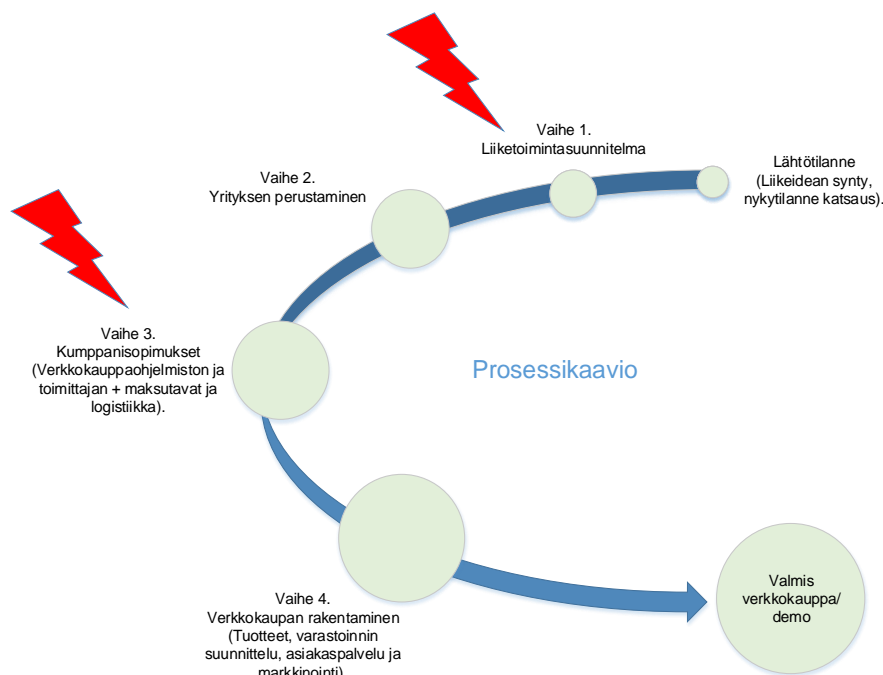 Lähtötilanne
(Liikeidean synty,
nykytilanne katsaus).
Vaihe 1.
Liiketoimintasuunnitelma
Vaihe 2.
Yrityksen perustaminen
Vaihe 3.
Kumppanisopimukset
(Verkkokauppaohjelmiston ja
toimittajan + maksutavat ja
logistiikka).
Prosessikaavio
Vaihe 4.
Verkkokaupan rakentaminen
(Tuotteet, varastoinnin
suunnittelu, asiakaspalvelu ja
markkinointi)
Valmis
verkkokauppa/
demo